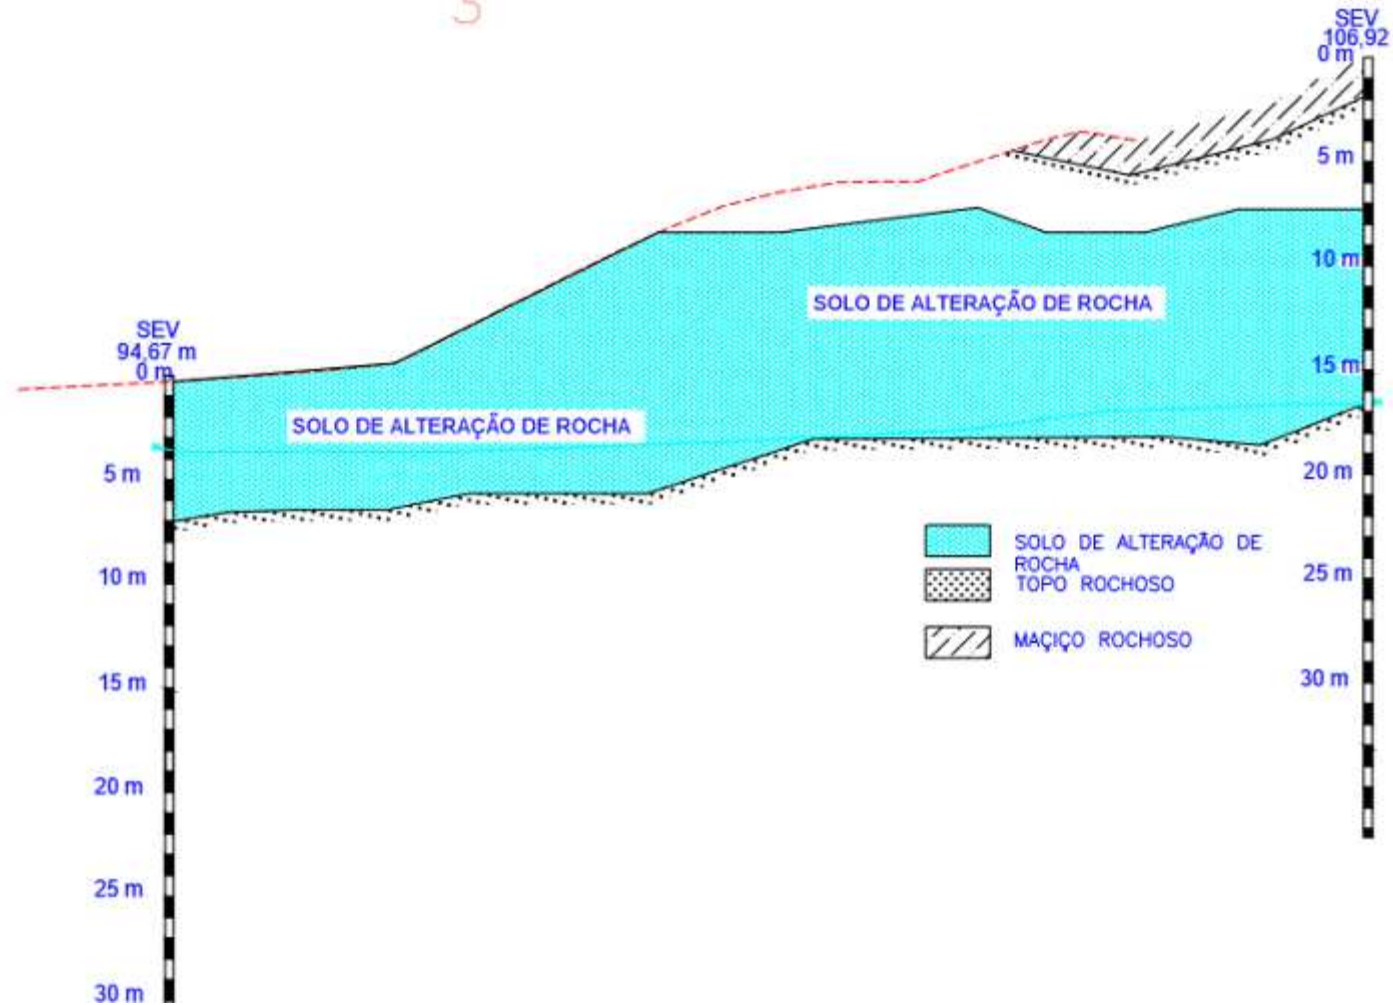 S
SEV
106,92
0 m
5 m
10 m
15 m
20 m
25 m
30 m
SOLO DE ALTERAÇÃO DE ROCHA
SEV
94,67 m
0 m
5 m
10 m
15 m
20 m
25 m
30 m
SOLO DE ALTERAÇÃO DE ROCHA
SOLO DE ALTERAÇÃO DE
ROCHA
TOPO ROCHOSO
MAÇIÇO ROCHOSO